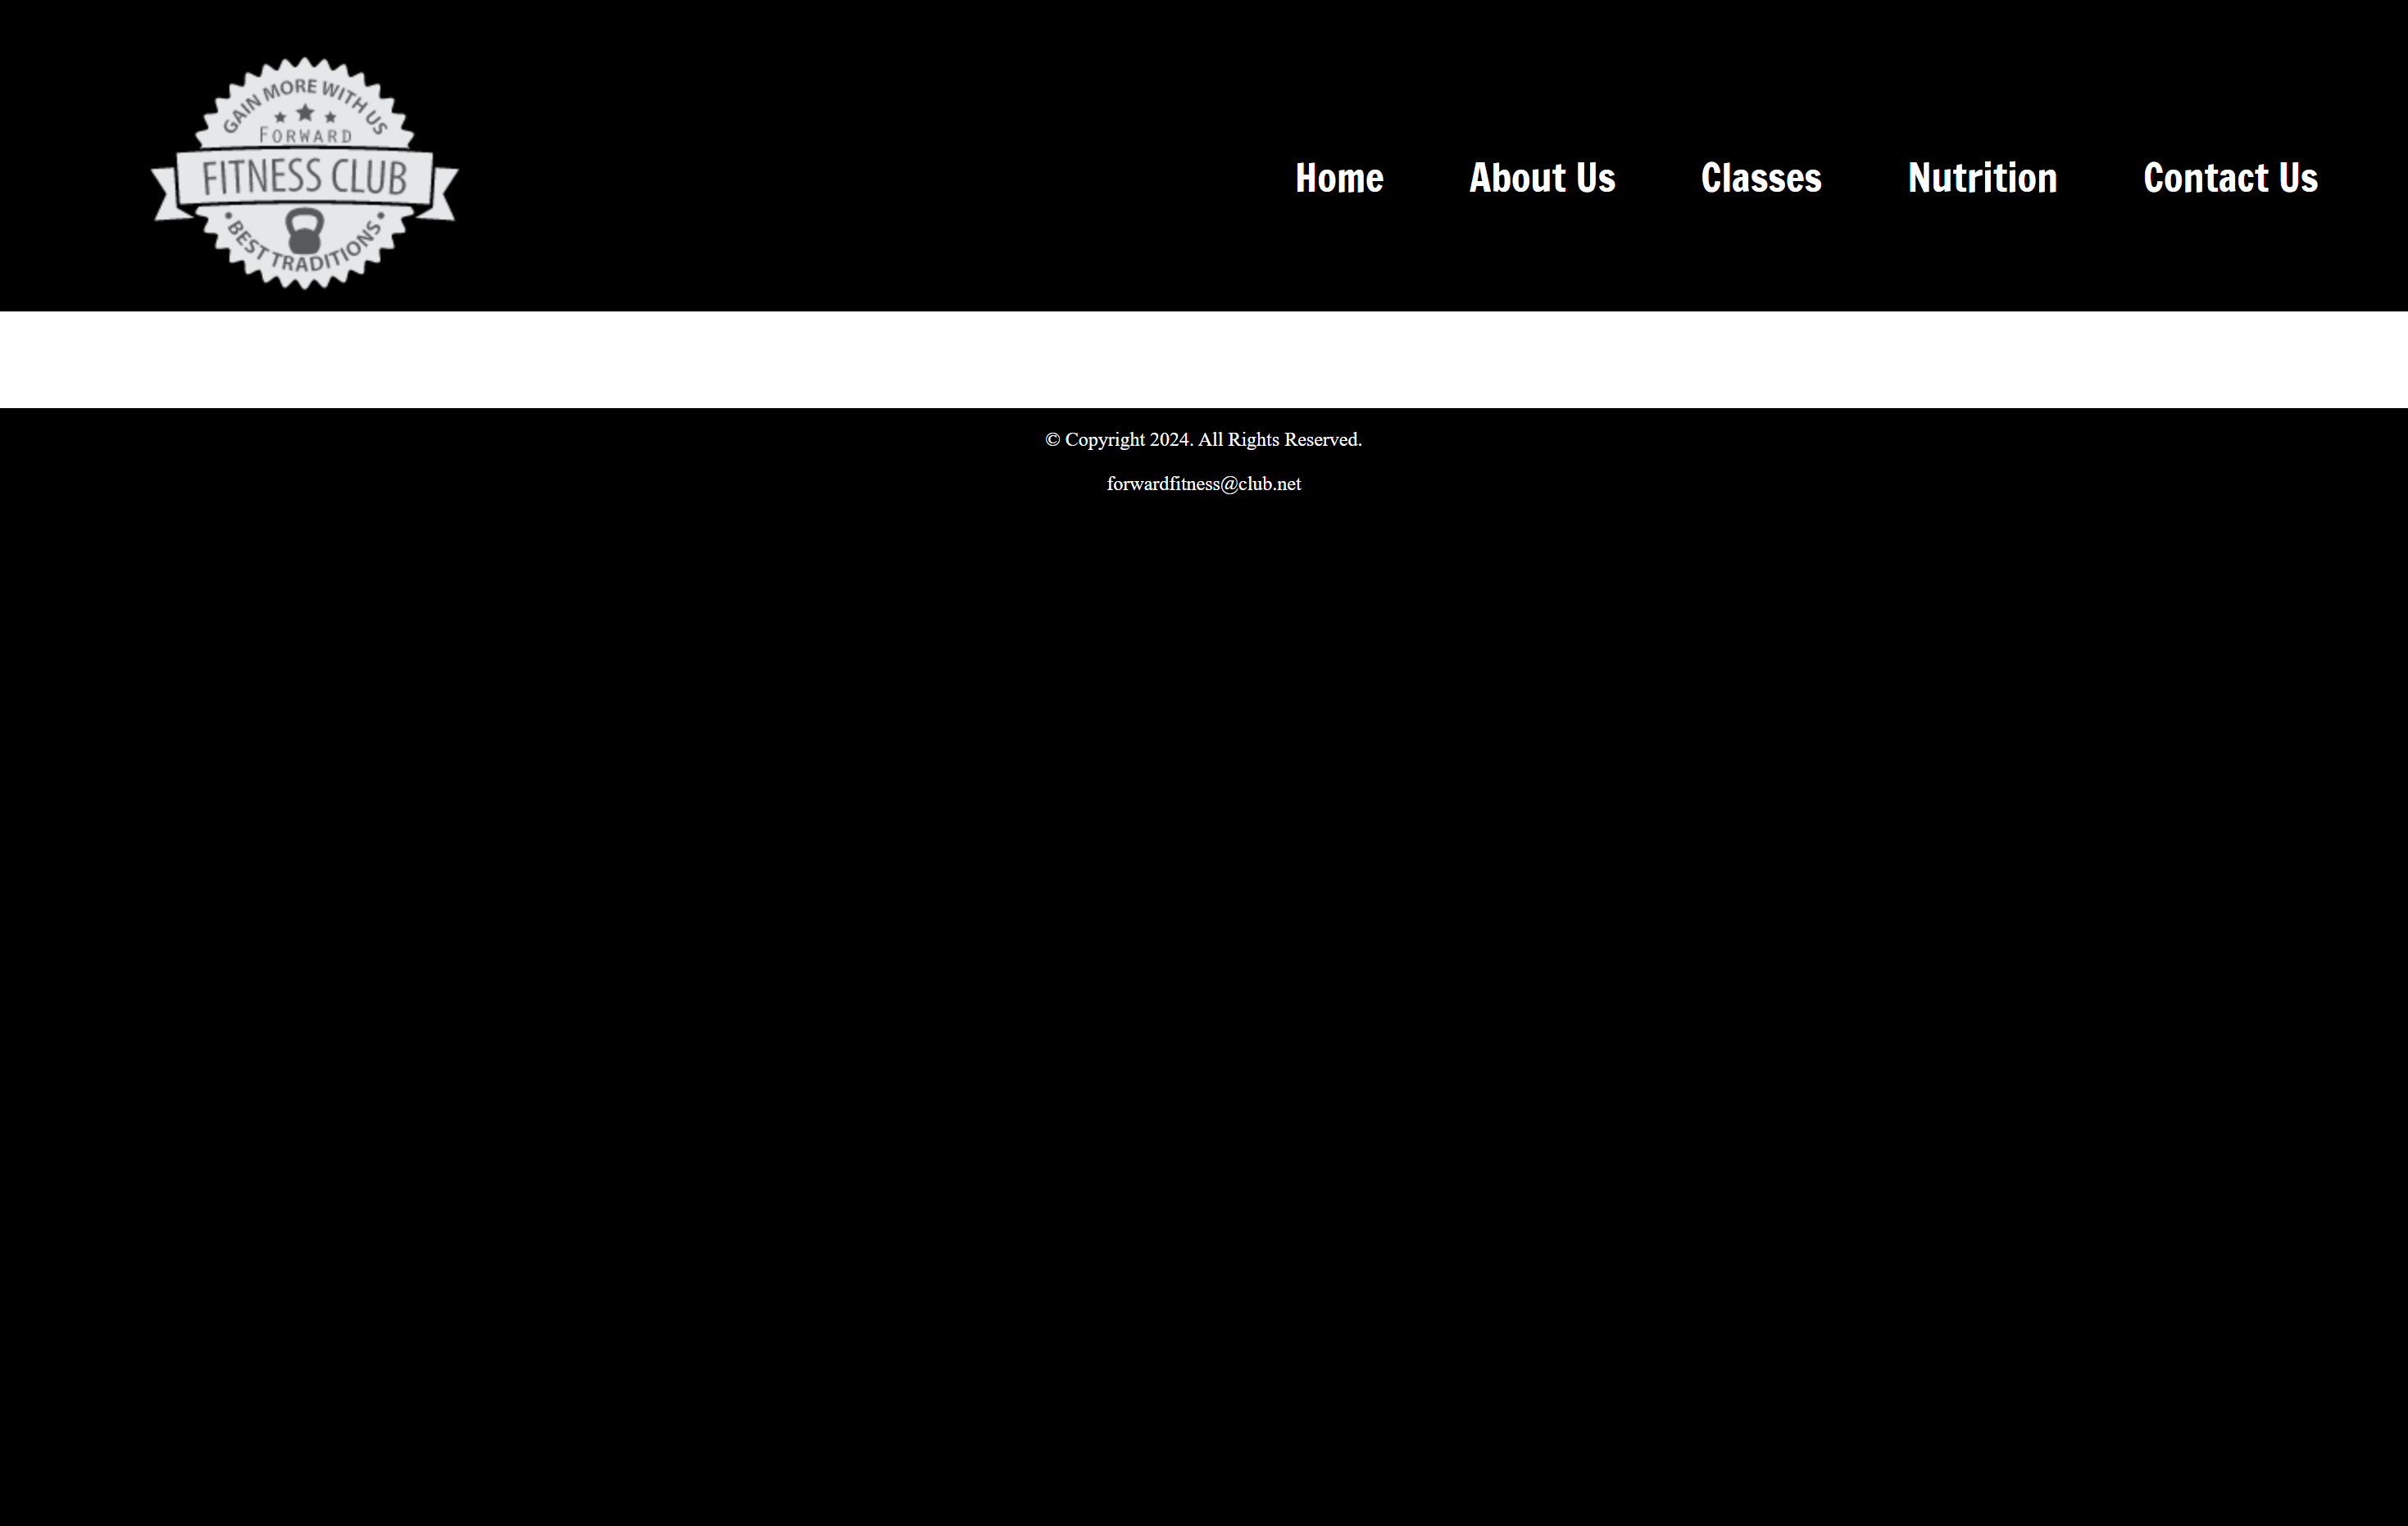 GAIN MORE WITH US
FORWARD
FITNESS CLUB
• BEST TRADITIONS •
Home About Us Classes Nutrition Contact Us
© Copyright 2024. All Rights Reserved.
forwardfitness@club.net